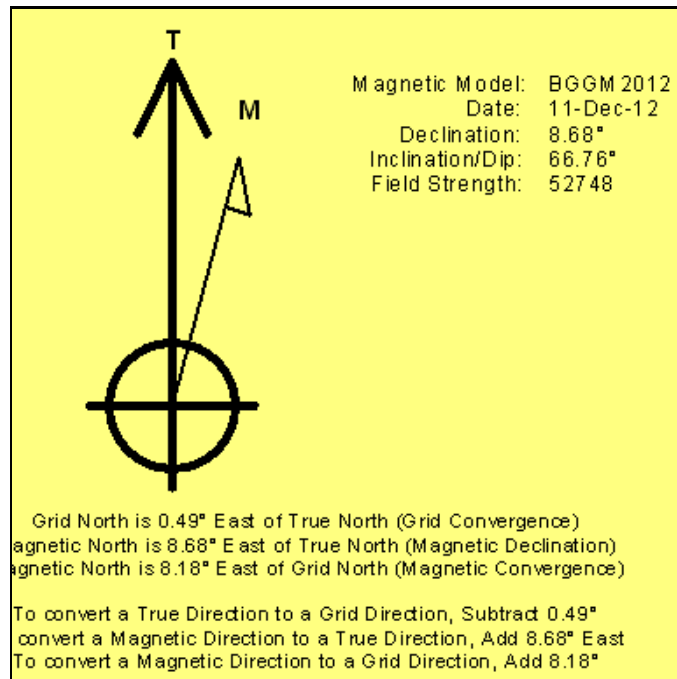 T
M
Magnetic Model: BGGM 2012
Date: 11-Dec-12
Declination: 8.68°
Inclination/Dip: 66.76°
Field Strength: 52748
Grid North is 0.49° East of True North (Grid Convergence)
agnetic North is 8.68° East of True North (Magnetic Declination)
agnetic North is 8.18° East of Grid North (Magnetic Convergence)
To convert a True Direction to a Grid Direction, Subtract 0.49°
convert a Magnetic Direction to a True Direction, Add 8.68° East
To convert a Magnetic Direction to a Grid Direction, Add 8.18°